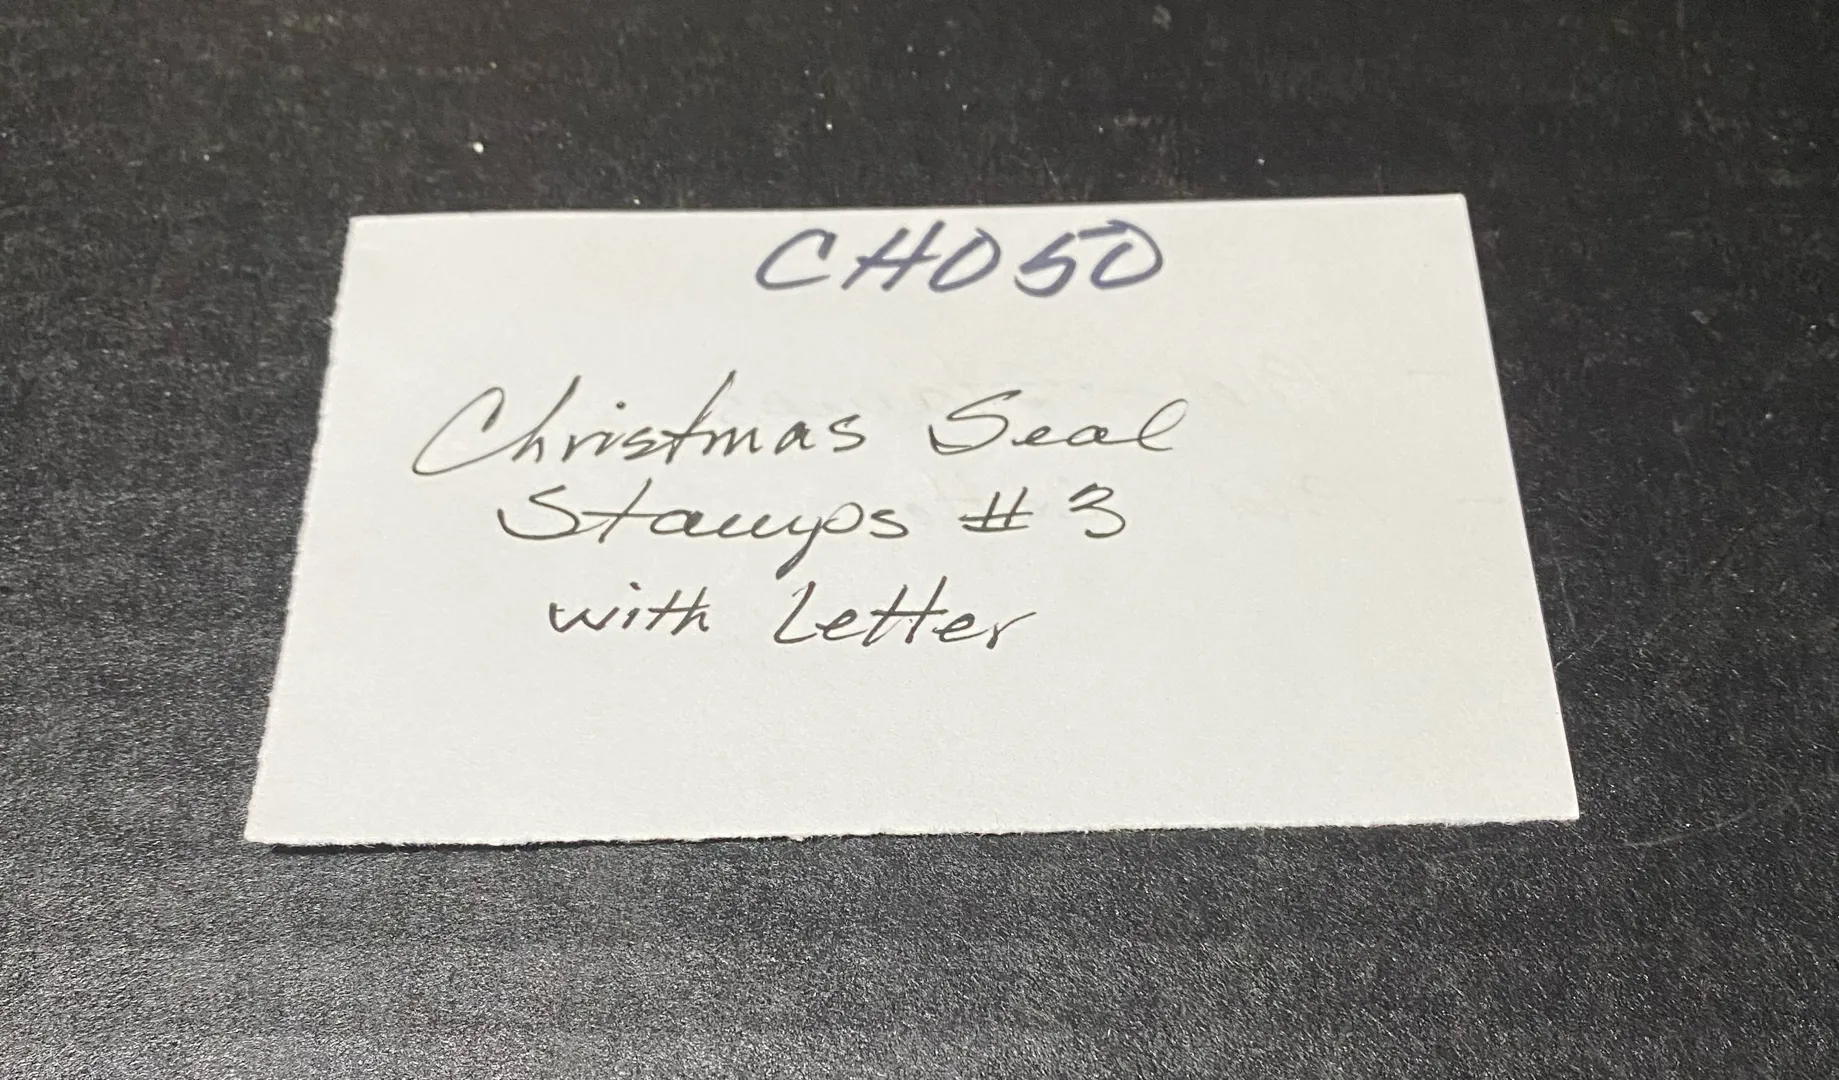 CH050
Christmas Seal
Stamps #3
with Letter